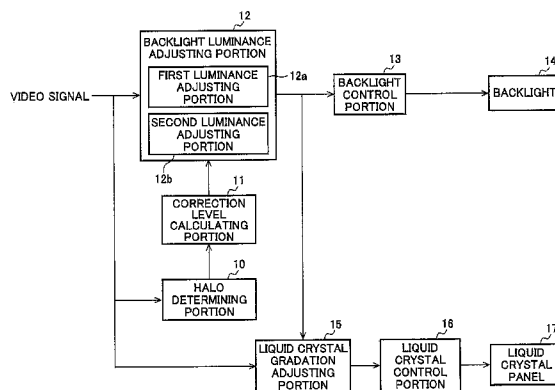 12
BACKLIGHT LUMINANCE
ADJUSTING PORTION
12a
FIRST LUMINANCE
ADJUSTING
PORTION
SECOND LUMINANCE
ADJUSTING
PORTION
12b
VIDEO SIGNAL
13
BACKLIGHT
CONTROL
PORTION
14
BACKLIGHT
11
CORRECTION
LEVEL
CALCULATING
PORTION
10
HALO
DETERMINING
PORTION
15
LIQUID CRYSTAL
GRADATION
ADJUSTING
PORTION
16
LIQUID
CRYSTAL
CONTROL
PORTION
17
LIQUID
CRYSTAL
PANEL